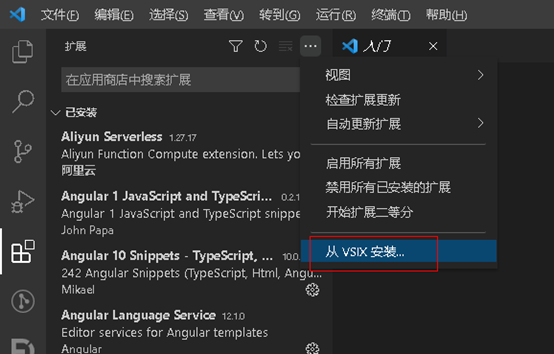 文件(F) 编辑(E) 选择(S) 查看(V) 转到(G) 运行(R) 终端(T) 帮助(H)
扩展
入门
在应用商店中搜索扩展
已安装
Aliyun Serverless 1.27.17
Aliyun Function Compute extension. Lets yo
阿里云
Angular 1 JavaScript and TypeScri... 0.2.1
Angular 1 JavaScript and TypeScript snippe
John Papa
Angular 10 Snippets - TypeScript, ... 10.0.
242 Angular Snippets (TypeScript, Html, Angu...
Mikael
Angular Language Service 12.1.0
Editor services for Angular templates
Angular
视图
检查扩展更新
自动更新扩展
启用所有扩展
禁用所有已安装的扩展
开始扩展二等分
从 VSIX 安装...